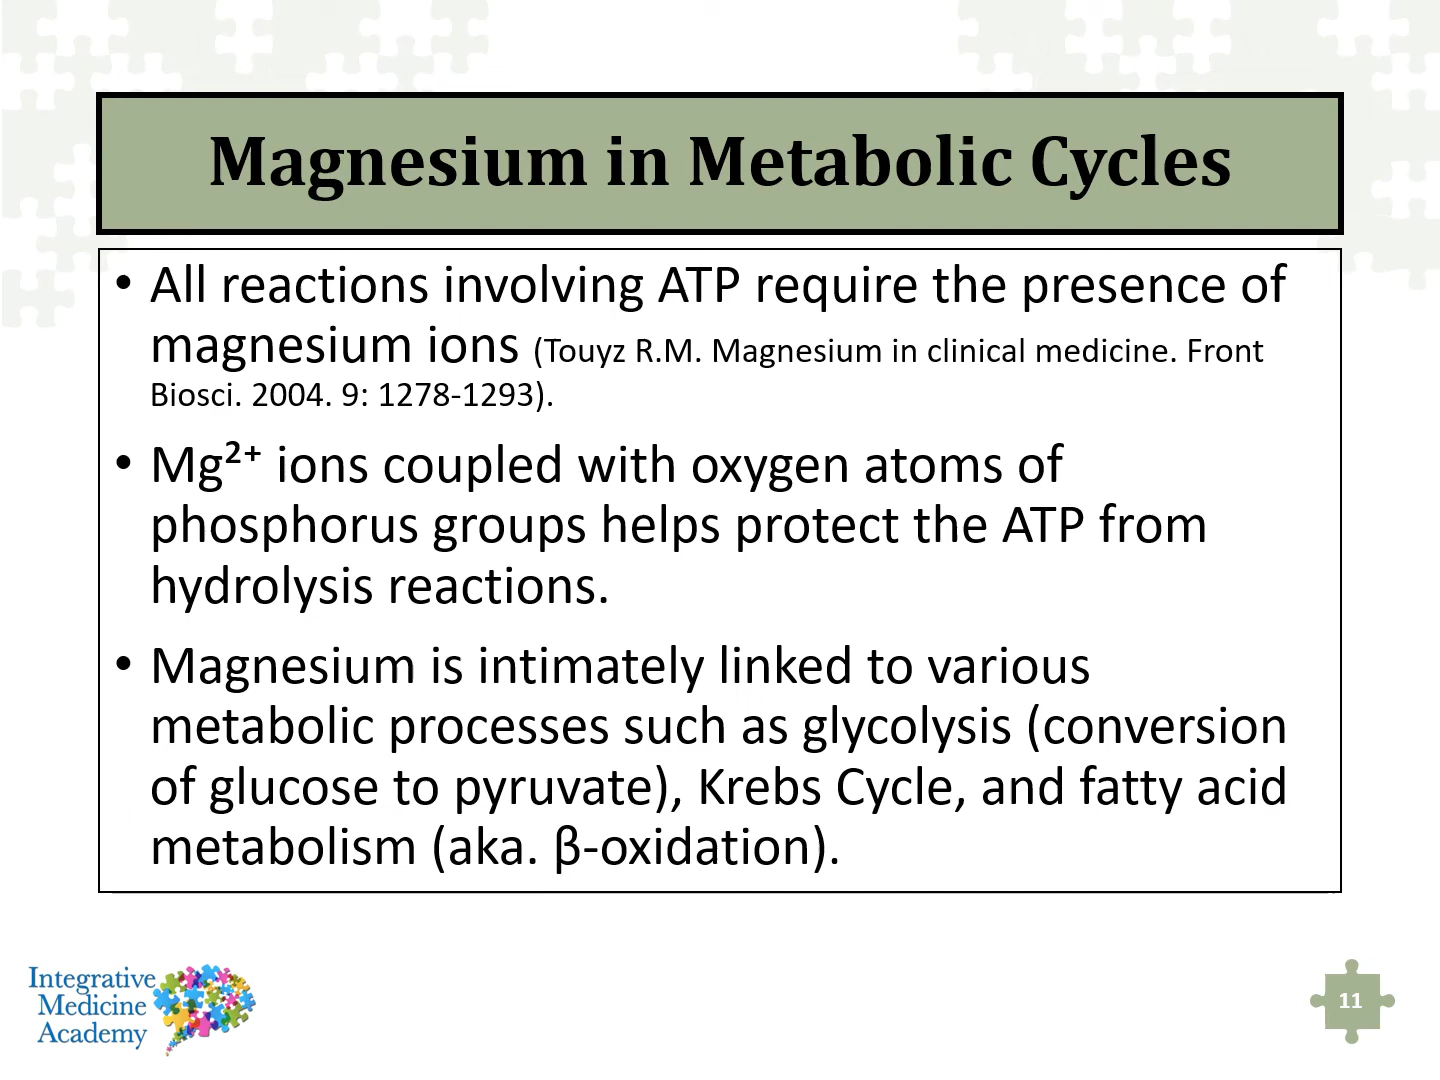 Magnesium in Metabolic Cycles
• All reactions involving ATP require the presence of
magnesium ions (Touyz R.M. Magnesium in clinical medicine. Front
Biosci. 2004. 9: 1278-1293).
• Mg²⁺ ions coupled with oxygen atoms of
phosphorus groups helps protect the ATP from
hydrolysis reactions.
• Magnesium is intimately linked to various
metabolic processes such as glycolysis (conversion
of glucose to pyruvate), Krebs Cycle, and fatty acid
metabolism (aka. β-oxidation).
Integrative
Medicine
Academy
11